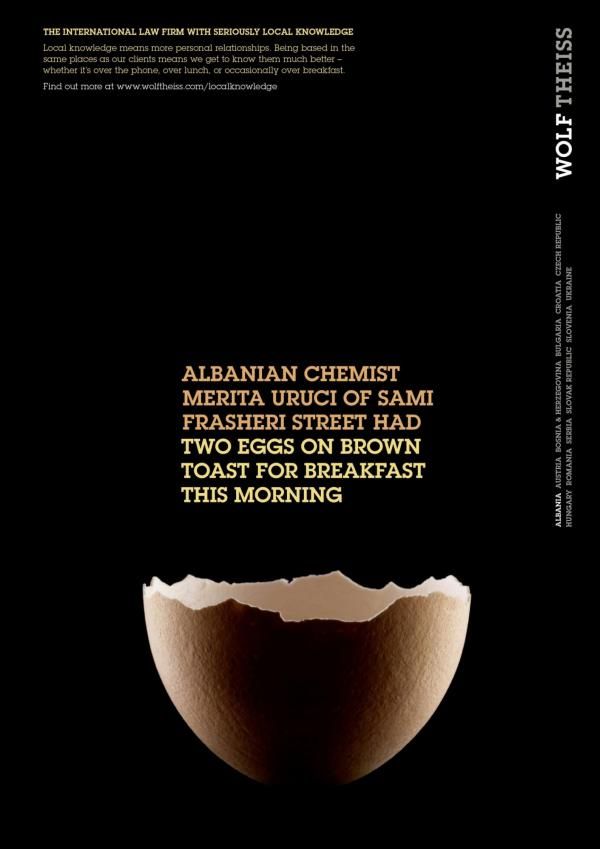 THE INTERNATIONAL LAW FIRM WITH SERIOUSLY LOCAL KNOWLEDGE
Local knowledge means more personal relationships. Being based in the
same places as our clients means we get to know them much better –
whether it's over the phone, over lunch, or occasionally over breakfast.
Find out more at www.wolftheiss.com/localknowledge
WOLF THEISS
ALBANIA AUSTRIA BOSNIA & HERZEGOVINA BULGARIA CROATIA CZECH REPUBLIC
HUNGARY ROMANIA SERBIA SLOVAK REPUBLIC SLOVENIA UKRAINE
ALBANIAN CHEMIST
MERITA URUCI OF SAMI
FRASHERI STREET HAD
TWO EGGS ON BROWN
TOAST FOR BREAKFAST
THIS MORNING